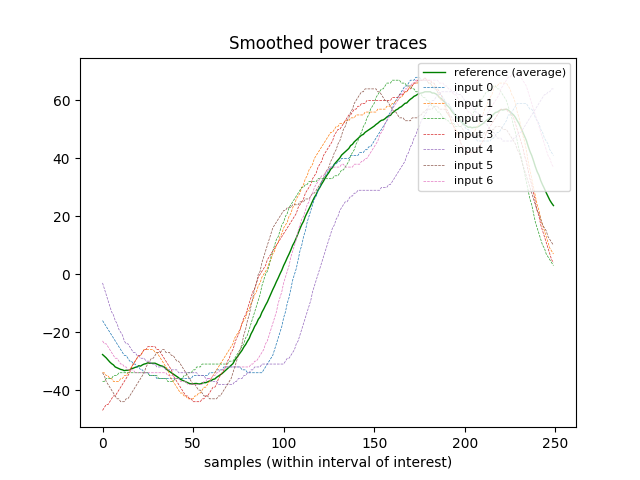 Smoothed power traces
reference (average)
input 0
input 1
input 2
input 3
input 4
input 5
input 6
60
40
20
0
−20
−40
0 50 100 150 200 250
samples (within interval of interest)